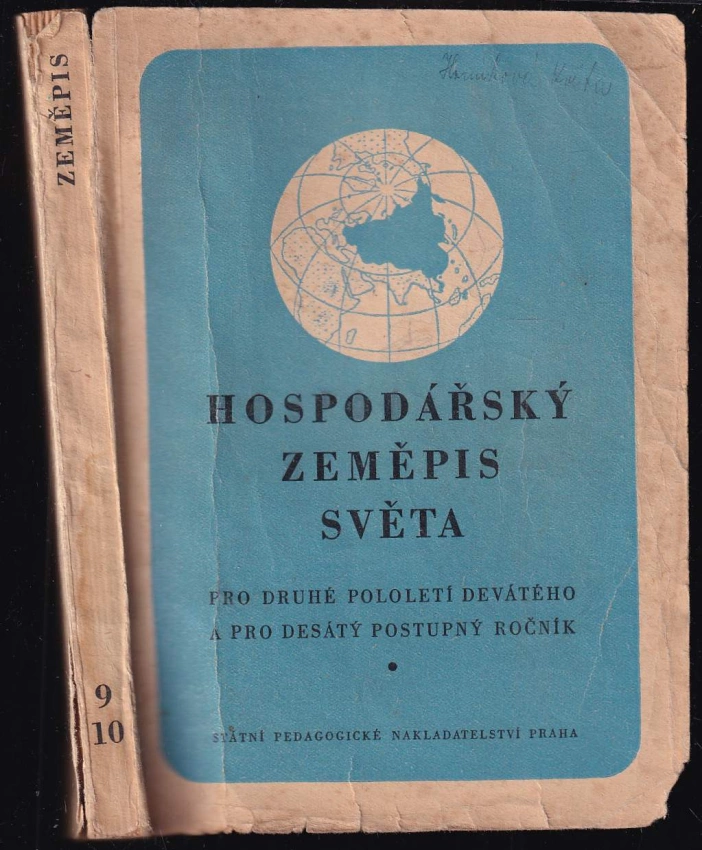 ZEMĚPIS
9
10
HOSPODÁŘSKÝ
ZEMĚPIS
SVĚTA
PRO DRUHÉ POLOLETÍ DEVÁTÉHO
A PRO DESÁTÝ POSTUPNÝ ROČNÍK
STÁTNÍ PEDAGOGICKÉ NAKLADATELSTVÍ PRAHA